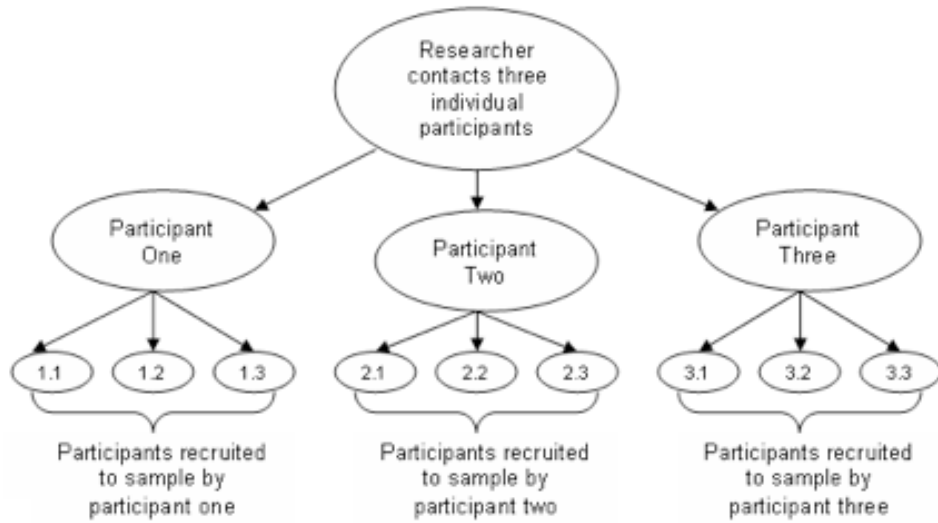 Researcher
contacts three
individual
participants
Participant
One
Participant
Two
Participant
Three
1.1
1.2
1.3
2.1
2.2
2.3
3.1
3.2
3.3
Participants recruited
to sample by
participant one
Participants recruited
to sample by
participant two
Participants recruited
to sample by
participant three